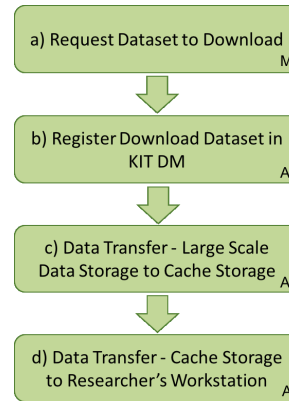 a) Request Dataset to Download
M
b) Register Download Dataset in
KIT DM
A
c) Data Transfer - Large Scale
Data Storage to Cache Storage
A
d) Data Transfer - Cache Storage
to Researcher's Workstation
A